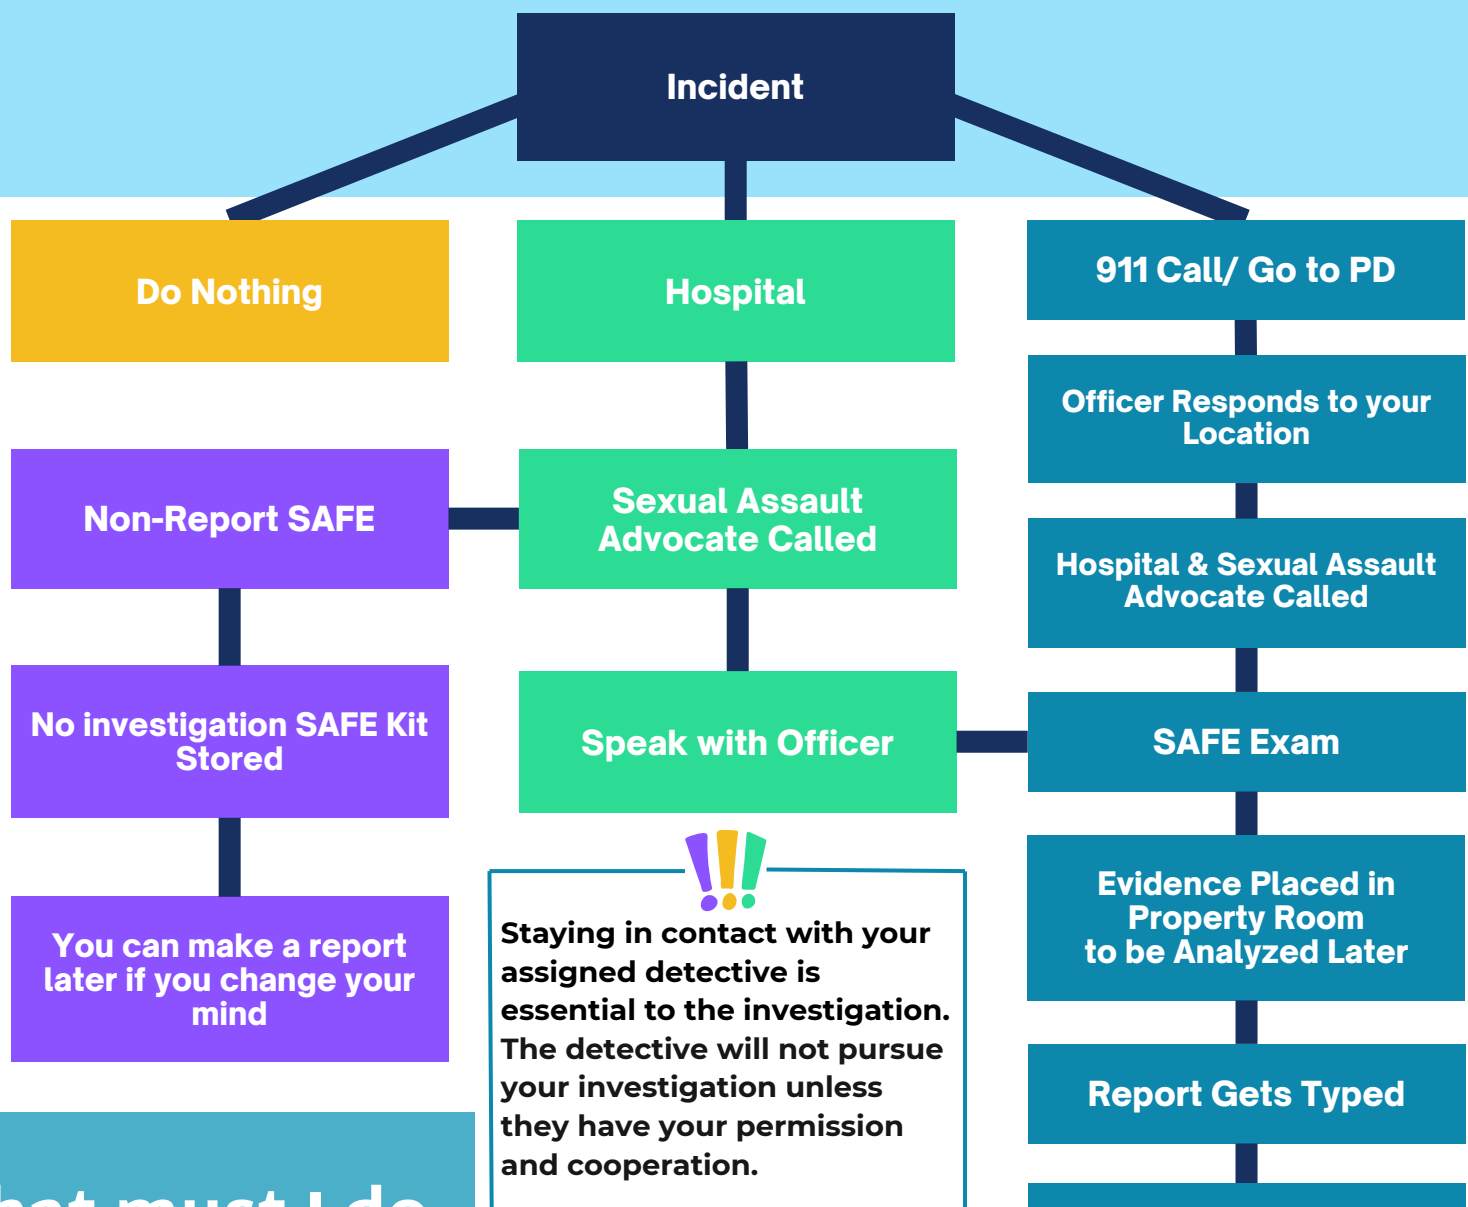 Incident
Do Nothing
Hospital
911 Call/ Go to PD
Officer Responds to your
Location
Non-Report SAFE
Sexual Assault
Advocate Called
Hospital & Sexual Assault
Advocate Called
No investigation SAFE Kit
Stored
Speak with Officer
SAFE Exam
You can make a report
later if you change your
mind
Staying in contact with your
assigned detective is
essential to the investigation.
The detective will not pursue
your investigation unless
they have your permission
and cooperation.
Evidence Placed in
Property Room
to be Analyzed Later
Report Gets Typed
must I do